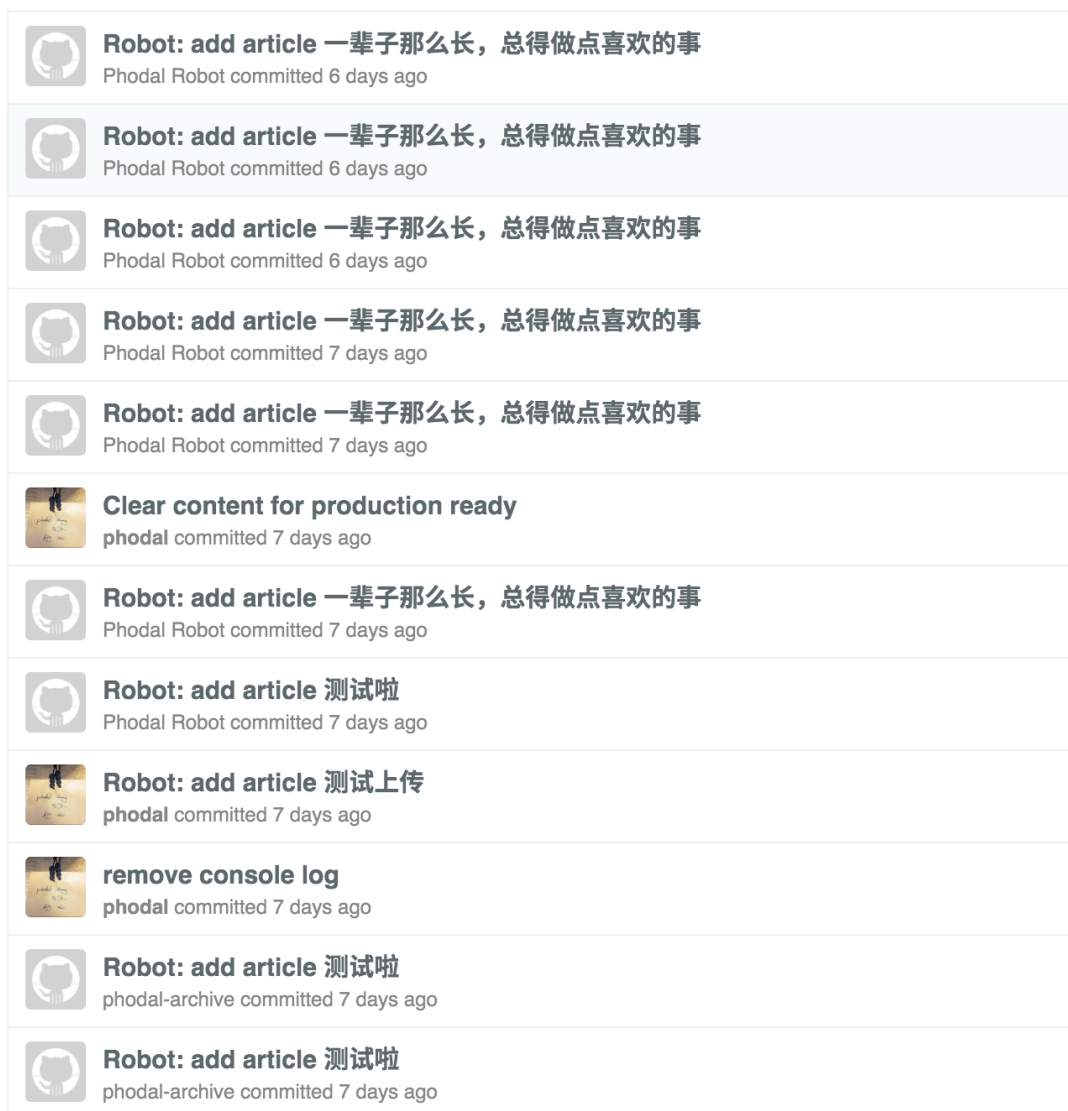 Robot: add article 一辈子那么长，总得做点喜欢的事
Phodal Robot committed 6 days ago
Robot: add article 一辈子那么长，总得做点喜欢的事
Phodal Robot committed 6 days ago
Robot: add article 一辈子那么长，总得做点喜欢的事
Phodal Robot committed 6 days ago
Robot: add article 一辈子那么长，总得做点喜欢的事
Phodal Robot committed 7 days ago
Robot: add article 一辈子那么长，总得做点喜欢的事
Phodal Robot committed 7 days ago
Clear content for production ready
phodal committed 7 days ago
Robot: add article 一辈子那么长，总得做点喜欢的事
Phodal Robot committed 7 days ago
Robot: add article 测试啦
Phodal Robot committed 7 days ago
Robot: add article 测试上传
phodal committed 7 days ago
remove console log
phodal committed 7 days ago
Robot: add article 测试啦
phodal-archive committed 7 days ago
Robot: add article 测试啦
phodal-archive committed 7 days ago